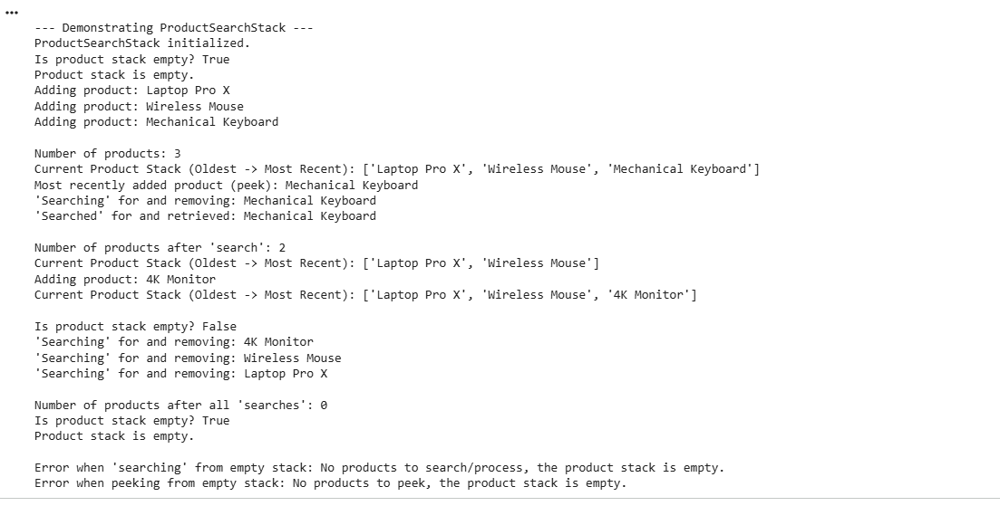 --- Demonstrating ProductSearchStack ---
ProductSearchStack initialized.
Is product stack empty? True
Product stack is empty.
Adding product: Laptop Pro X
Adding product: Wireless Mouse
Adding product: Mechanical Keyboard
Number of products: 3
Current Product Stack (Oldest -> Most Recent): ['Laptop Pro X', 'Wireless Mouse', 'Mechanical Keyboard']
Most recently added product (peek): Mechanical Keyboard
'Searching' for and removing: Mechanical Keyboard
'Searched' for and retrieved: Mechanical Keyboard
Number of products after 'search': 2
Current Product Stack (Oldest -> Most Recent): ['Laptop Pro X', 'Wireless Mouse']
Adding product: 4K Monitor
Current Product Stack (Oldest -> Most Recent): ['Laptop Pro X', 'Wireless Mouse', '4K Monitor']
Is product stack empty? False
'Searching' for and removing: 4K Monitor
'Searching' for and removing: Wireless Mouse
'Searching' for and removing: Laptop Pro X
Number of products after all 'searches': 0
Is product stack empty? True
Product stack is empty.
Error when 'searching' from empty stack: No products to search/process, the product stack is empty.
Error when peeking from empty stack: No products to peek, the product stack is empty.